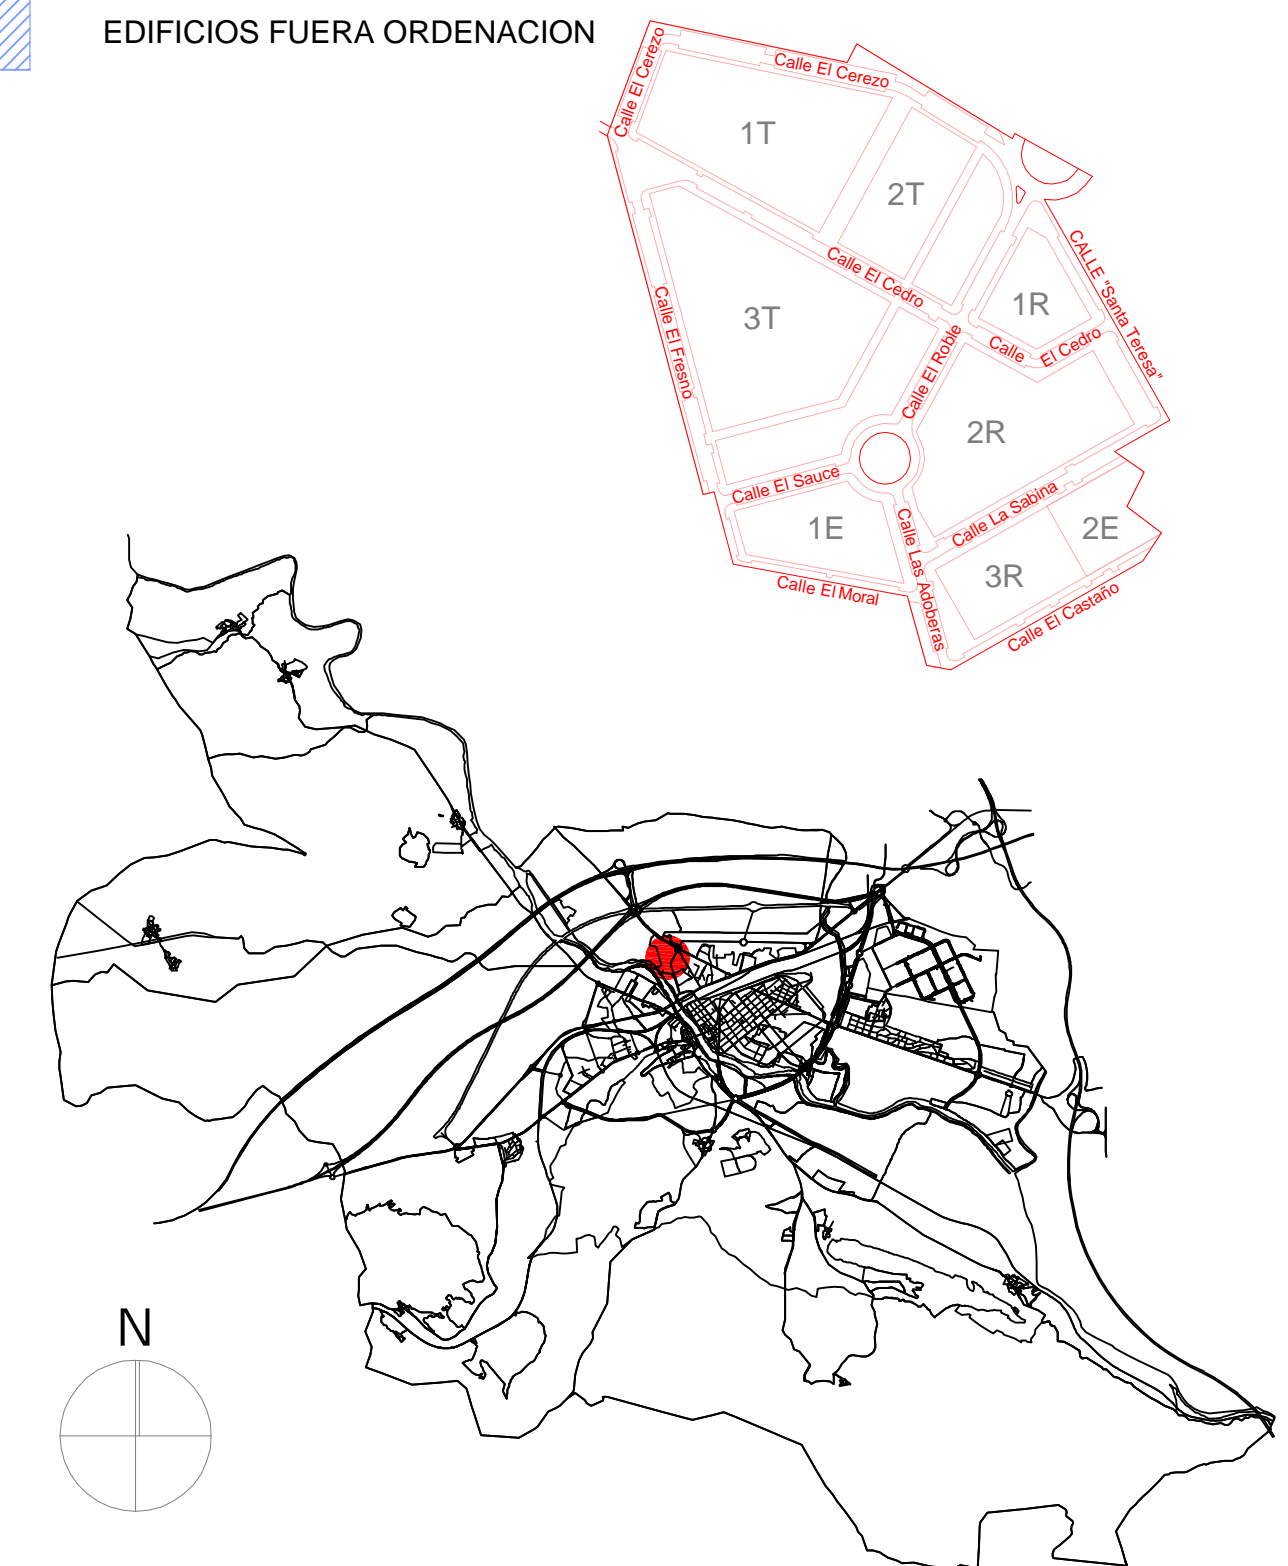 EDIFICIOS FUERA ORDENACION
Calle El Cerezo
Calle El Cerezo
1T
2T
CALLE "Santa Teresa"
Calle El Cedro
1R
Calle El Fresno
3T
Calle El Roble
Calle El Cedro
2R
Calle El Sauce
Calle La Sabina
1E
Calle Las Adoberas
2E
3R
Calle El Moral
Calle El Castaño
N